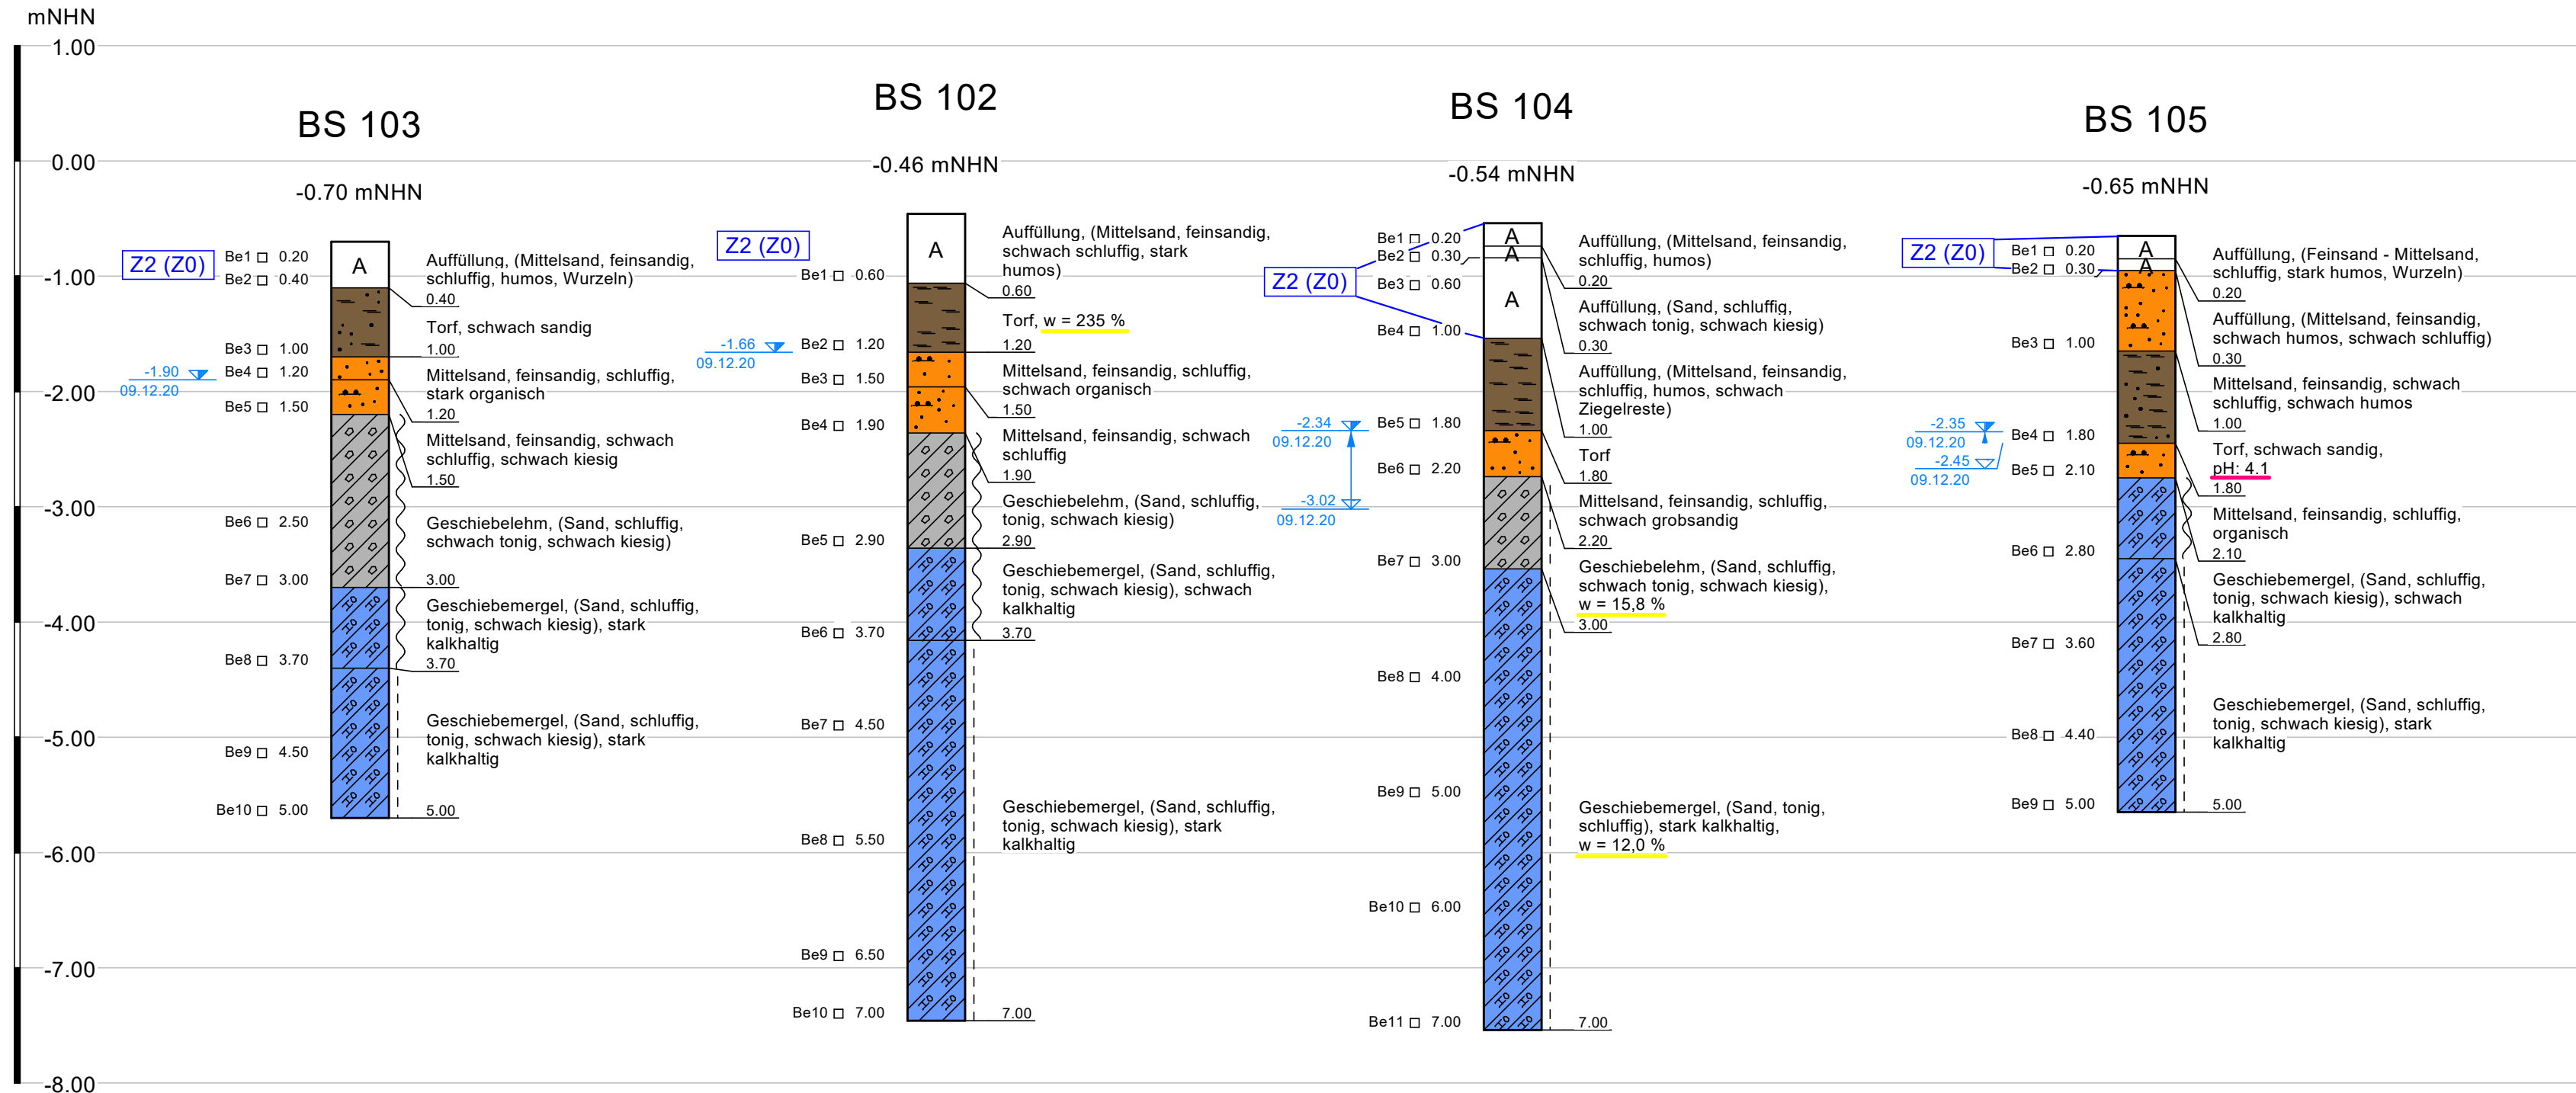 mNHN
1.00
0.00
-1.00
-2.00
-3.00
-4.00
-5.00
-6.00
-7.00
-8.00
BS 103
-0.70 mNHN
Z2 (Z0)
Be1 0.20
Be2 0.40
Be3 1.00
Be4 1.20
Be5 1.50
Be6 2.50
Be7 3.00
Be8 3.70
Be9 4.50
Be10 5.00
-1.90
09.12.20
A
Auffüllung, (Mittelsand, feinsandig,
schluffig, humos, Wurzeln)
0.40
Torf, schwach sandig
1.00
Mittelsand, feinsandig, schluffig,
stark organisch
1.20
Mittelsand, feinsandig, schwach
schluffig, schwach kiesig
1.50
Geschiebelehm, (Sand, schluffig,
schwach tonig, schwach kiesig)
3.00
Geschiebemergel, (Sand, schluffig,
tonig, schwach kiesig), stark
kalkhaltig
3.70
Geschiebemergel, (Sand, schluffig,
tonig, schwach kiesig), stark
kalkhaltig
5.00
BS 102
-0.46 mNHN
Z2 (Z0)
Be1 0.60
Be2 1.20
Be3 1.50
Be4 1.90
Be5 2.90
Be6 3.70
Be7 4.50
Be8 5.50
Be9 6.50
Be10 7.00
-1.66
09.12.20
A
Auffüllung, (Mittelsand, feinsandig,
schwach schluffig, stark
humos)
0.60
Torf, w = 235 %
1.20
Mittelsand, feinsandig, schluffig,
schwach organisch
1.50
Mittelsand, feinsandig, schwach
schluffig
1.90
Geschiebelehm, (Sand, schluffig,
tonig, schwach kiesig)
2.90
Geschiebemergel, (Sand, schluffig,
tonig, schwach kiesig), schwach
kalkhaltig
3.70
Geschiebemergel, (Sand, schluffig,
tonig, schwach kiesig), stark
kalkhaltig
7.00
BS 104
-0.54 mNHN
Z2 (Z0)
Be1 0.20
Be2 0.30
Be3 0.60
Be4 1.00
Be5 1.80
Be6 2.20
Be7 3.00
Be8 4.00
Be9 5.00
Be10 6.00
Be11 7.00
-2.34
09.12.20
-3.02
09.12.20
A
A
A
Auffüllung, (Mittelsand, feinsandig,
schluffig, humos)
0.20
Auffüllung, (Sand, schluffig,
schwach tonig, schwach kiesig)
0.30
Auffüllung, (Mittelsand, feinsandig,
schluffig, humos, schwach
Ziegelreste)
1.00
Torf
1.80
Mittelsand, feinsandig, schluffig,
schwach grobsandig
2.20
Geschiebelehm, (Sand, schluffig,
schwach tonig, schwach kiesig),
w = 15,8 %
3.00
Geschiebemergel, (Sand, tonig,
schluffig), stark kalkhaltig,
w = 12,0 %
7.00
BS 105
-0.65 mNHN
Z2 (Z0)
Be1 0.20
Be2 0.30
Be3 1.00
Be4 1.80
Be5 2.10
Be6 2.80
Be7 3.60
Be8 4.40
Be9 5.00
-2.35
09.12.20
-2.45
09.12.20
A
A
Auffüllung, (Feinsand - Mittelsand,
schluffig, stark humos, Wurzeln)
0.20
Auffüllung, (Mittelsand, feinsandig,
schwach humos, schwach schluffig)
0.30
Mittelsand, feinsandig, schwach
schluffig, schwach humos
1.00
Torf, schwach sandig,
pH: 4.1
1.80
Mittelsand, feinsandig, schluffig,
organisch
2.10
Geschiebemergel, (Sand, schluffig,
tonig, schwach kiesig), schwach
kalkhaltig
2.80
Geschiebemergel, (Sand, schluffig,
tonig, schwach kiesig), stark
kalkhaltig
5.00